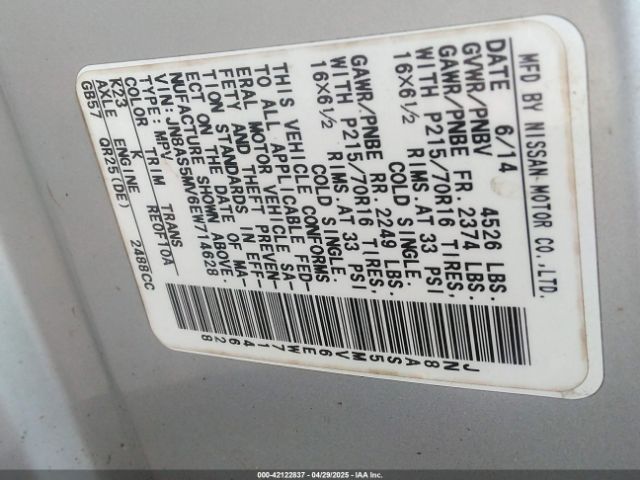 MFD BY NISSAN MOTOR CO.,LTD.
DATE 6/14
GVWR/PNBV 4526 LBS.
GAWR/PNBE FR. 2374 LBS.
WITH P215/70R16 TIRES,
16X6½ RIMS.AT 33 PSI
COLD SINGLE.
GAWR/PNBE RR. 2249 LBS.
WITH P215/70R16 TIRES,
16X6½ RIMS.AT 33 PSI
COLD SINGLE.
THIS VEHICLE CONFORMS
TO ALL APPLICABLE FED-
ERAL MOTOR VEHICLE SA-
FETY AND THEFT PREVEN-
TION STANDARDS IN EFF-
ECT ON THE DATE OF MA-
NUFACTURE SHOWN ABOVE.
VIN: JN8AS5MV6EW714628
TYPE: MPV
COLOR TRIM TRANS
K23 K RE0F10A
AXLE ENGINE
GB57 QR25(DE) 2488CC
JN8AS5MV6EW714628
000-42122837 04/29/2025 IAA Inc.